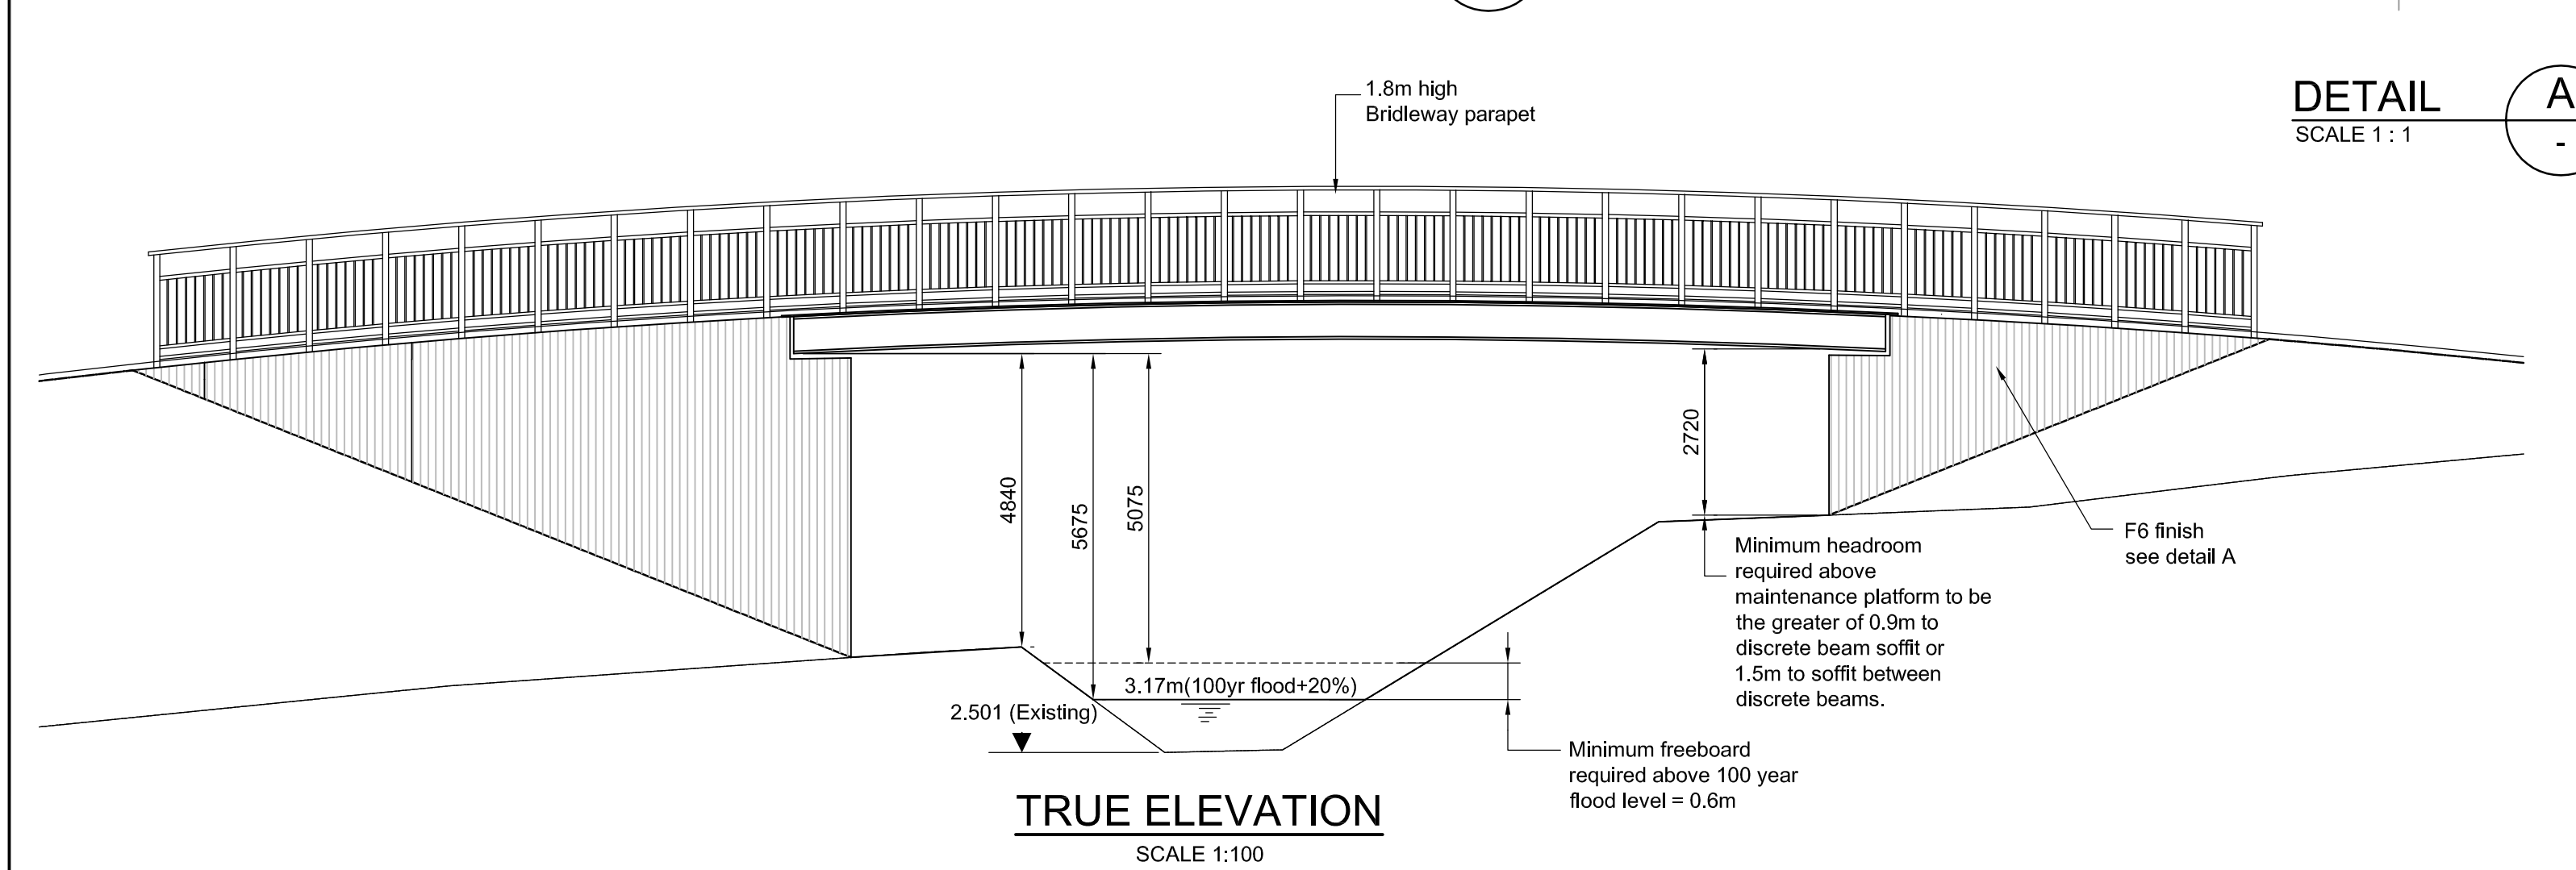 1.8m high
Bridleway parapet
DETAIL
A
SCALE 1 : 1
-
4840
5675
5075
2720
F6 finish
see detail A
Minimum headroom
required above
maintenance platform to be
the greater of 0.9m to
discrete beam soffit or
1.5m to soffit between
discrete beams.
3.17m(100yr flood+20%)
2.501 (Existing)
Minimum freeboard
required above 100 year
flood level = 0.6m
TRUE ELEVATION
SCALE 1:100